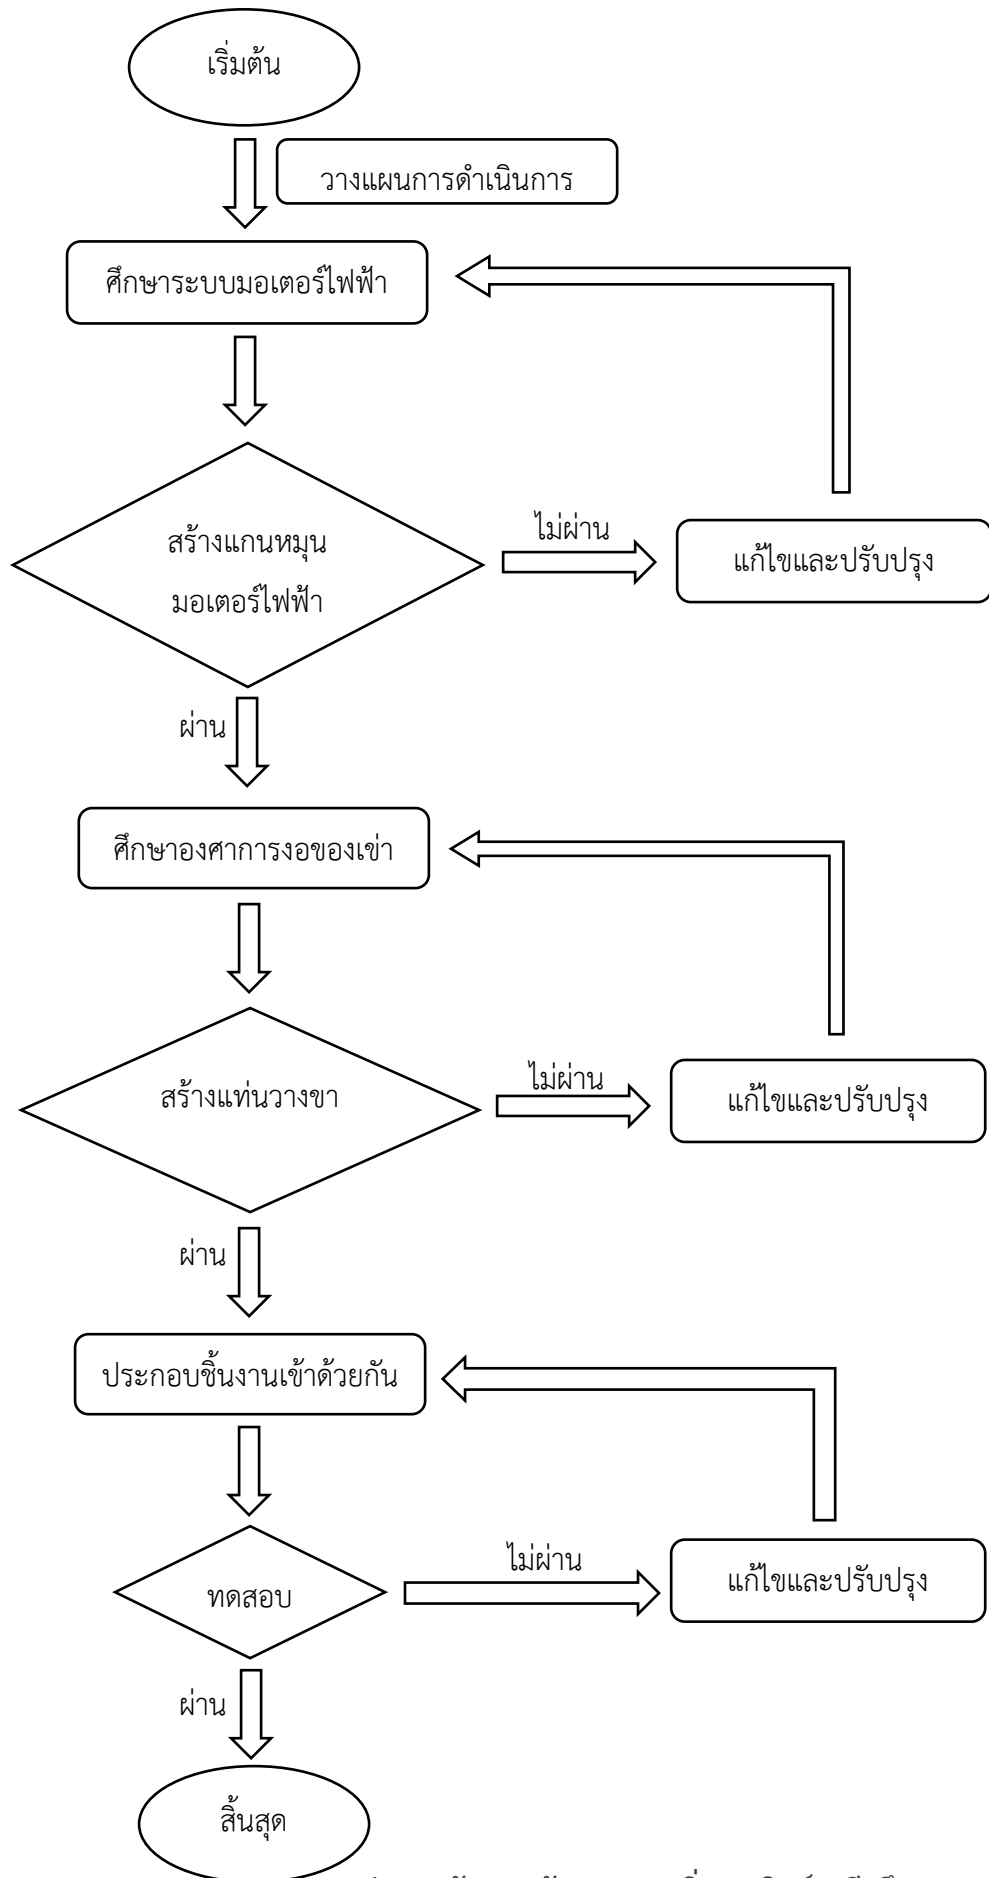 เริ่มต้น
วางแผนการดำเนินการ
ศึกษาระบบมอเตอร์ไฟฟ้า
สร้างแกนหมุน
มอเตอร์ไฟฟ้า
ไม่ผ่าน
แก้ไขและปรับปรุง
ผ่าน
ศึกษาองศาการงอของเข่า
สร้างแท่นวางขา
ไม่ผ่าน
แก้ไขและปรับปรุง
ผ่าน
ประกอบชิ้นงานเข้าด้วยกัน
ทดสอบ
ไม่ผ่าน
แก้ไขและปรับปรุง
ผ่าน
สิ้นสุด